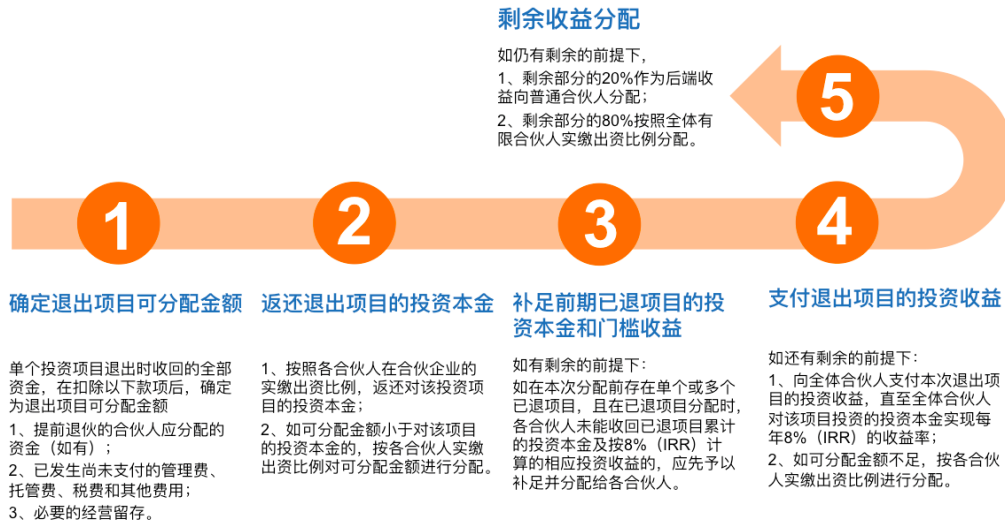 剩余收益分配
如仍有剩余的前提下,
1、剩余部分的20%作为后端收
益向普通合伙人分配;
2、剩余部分的80%按照全体有
限合伙人实缴出资比例分配。
5
1
2
3
4
确定退出项目可分配金额
单个投资项目退出时收回的全部
资金，在扣除以下款项后，确定
为退出项目可分配金额
1、提前退伙的合伙人应分配的
资金（如有）;
2、已发生尚未支付的管理费、
托管费、税费和其他费用;
3、必要的经营留存。
返还退出项目的投资本金
1、按照各合伙人在合伙企业的
实缴出资比例，返还对该投资项
目的投资本金;
2、如可分配金额小于对该项目
的投资本金的，按各合伙人实缴
出资比例对可分配金额进行分配。
补足前期已退项目的投
资本金和门槛收益
如有剩余的前提下:
如在本次分配前存在单个或多个
已退项目，且在已退项目分配时,
各合伙人未能收回已退项目累计
的投资本金及按8%（IRR）计
算的相应投资收益的，应先予以
补足并分配给各合伙人。
支付退出项目的投资收益
如还有剩余的前提下:
1、向全体合伙人支付本次退出项
目的投资收益，直至全体合伙人
对该项目投资的投资本金实现每
年8%（IRR）的收益率;
2、如可分配金额不足，按各合伙
人实缴出资比例进行分配。